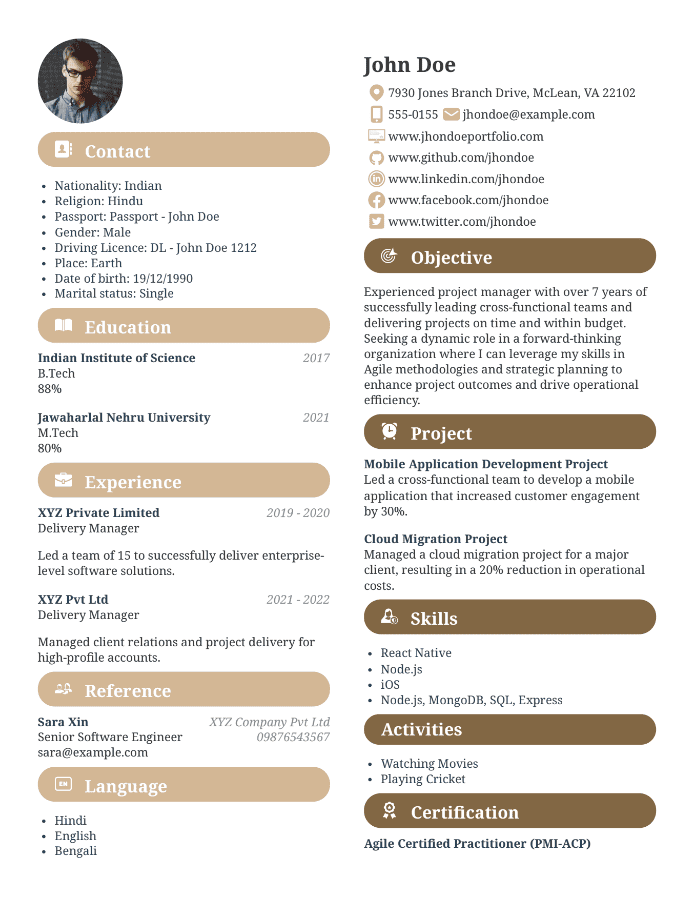 Contact
Nationality: Indian
Religion: Hindu
Passport: Passport - John Doe
Gender: Male
Driving Licence: DL - John Doe 1212
Place: Earth
Date of birth: 19/12/1990
Marital status: Single
Education
Indian Institute of Science 2017
B.Tech
88%
Jawaharlal Nehru University 2021
M.Tech
80%
Experience
XYZ Private Limited 2019 - 2020
Delivery Manager
Led a team of 15 to successfully deliver enterprise-
level software solutions.
XYZ Pvt Ltd 2021 - 2022
Delivery Manager
Managed client relations and project delivery for
high-profile accounts.
Reference
Sara Xin XYZ Company Pvt Ltd
Senior Software Engineer 09876543567
sara@example.com
EN Language
Hindi
English
Bengali
John Doe
7930 Jones Branch Drive, McLean, VA 22102
555-0155 jhondoe@example.com
www.jhondoeportfolio.com
www.github.com/jhondoe
in www.linkedin.com/jhondoe
www.facebook.com/jhondoe
www.twitter.com/jhondoe
Objective
Experienced project manager with over 7 years of
successfully leading cross-functional teams and
delivering projects on time and within budget.
Seeking a dynamic role in a forward-thinking
organization where I can leverage my skills in
Agile methodologies and strategic planning to
enhance project outcomes and drive operational
efficiency.
Project
Mobile Application Development Project
Led a cross-functional team to develop a mobile
application that increased customer engagement
by 30%.
Cloud Migration Project
Managed a cloud migration project for a major
client, resulting in a 20% reduction in operational
costs.
Skills
React Native
Node.js
iOS
Node.js, MongoDB, SQL, Express
Activities
Watching Movies
Playing Cricket
Certification
Agile Certified Practitioner (PMI-ACP)